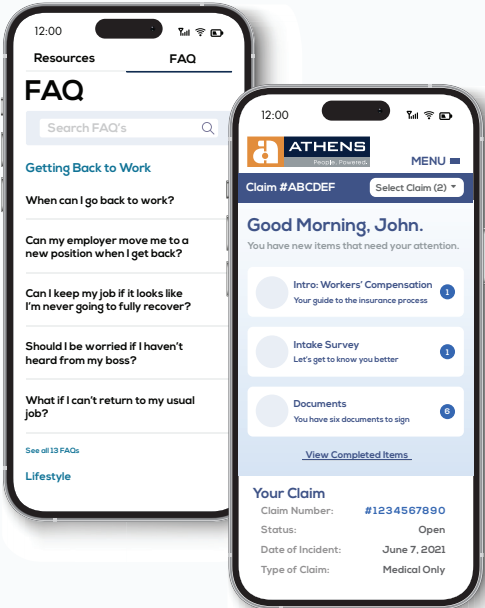 12:00
Resources
FAQ
FAQ
Search FAQ's
Getting Back to Work
When can I go back to work?
Can my employer move me to a
new position when I get back?
Can I keep my job if it looks like
I'm never going to fully recover?
Should I be worried if I haven't
heard from my boss?
What if I can't return to my usual
job?
See all 13 FAQs
Lifestyle
12:00
a ATHENS
People. Powered.
MENU
Claim #ABCDEF
Select Claim (2)
Good Morning, John.
You have new items that need your attention.
Intro: Workers' Compensation
Your guide to the insurance process
1
Intake Survey
Let's get to know you better
1
Documents
You have six documents to sign
6
View Completed Items
Your Claim
Claim Number: #1234567890
Status: Open
Date of Incident: June 7, 2021
Type of Claim: Medical Only